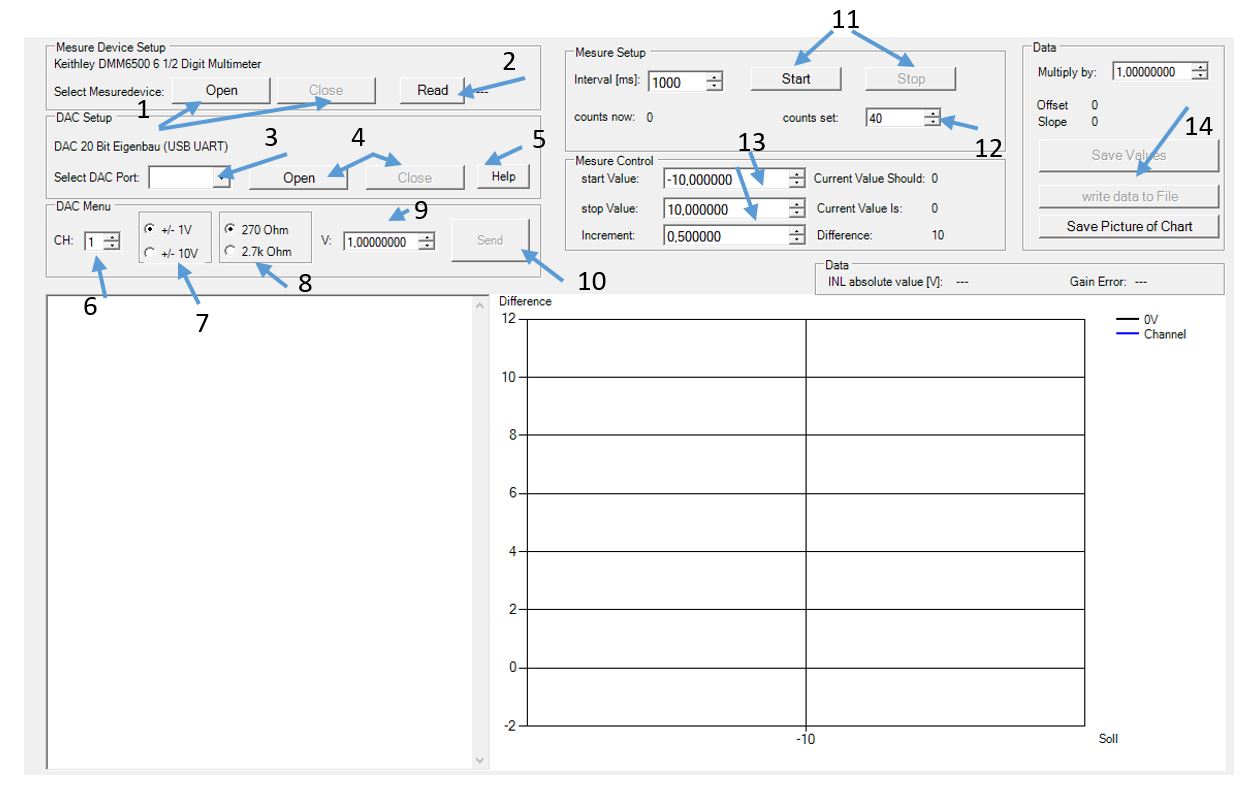 Mesure Device Setup
Keithley DMM6500 6 1/2 Digit Multimeter
Select Mesuredevice: Open Close Read ---
1
2
DAC Setup
DAC 20 Bit Eigenbau (USB UART)
3 4 5
Select DAC Port: Open Close Help
DAC Menu
9
CH: 1 +/- 1V 270 Ohm V: 1,00000000 Send
+/- 10V 2.7k Ohm
6 7 8 10
11
Mesure Setup
Interval [ms]: 1000 Start Stop
counts now: 0 counts set: 40
13 12
Mesure Control
start Value: -10,000000 Current Value Should: 0
stop Value: 10,000000 Current Value Is: 0
Increment: 0,500000 Difference: 10
Data
Multiply by: 1,00000000
Offset 0
Slope 0
14
Save Values
write data to File
Save Picture of Chart
Data
INL absolute value [V]: --- Gain Error: ---
Difference
12
10
8
6
4
2
0
-2
-10
Soll
0V
Channel